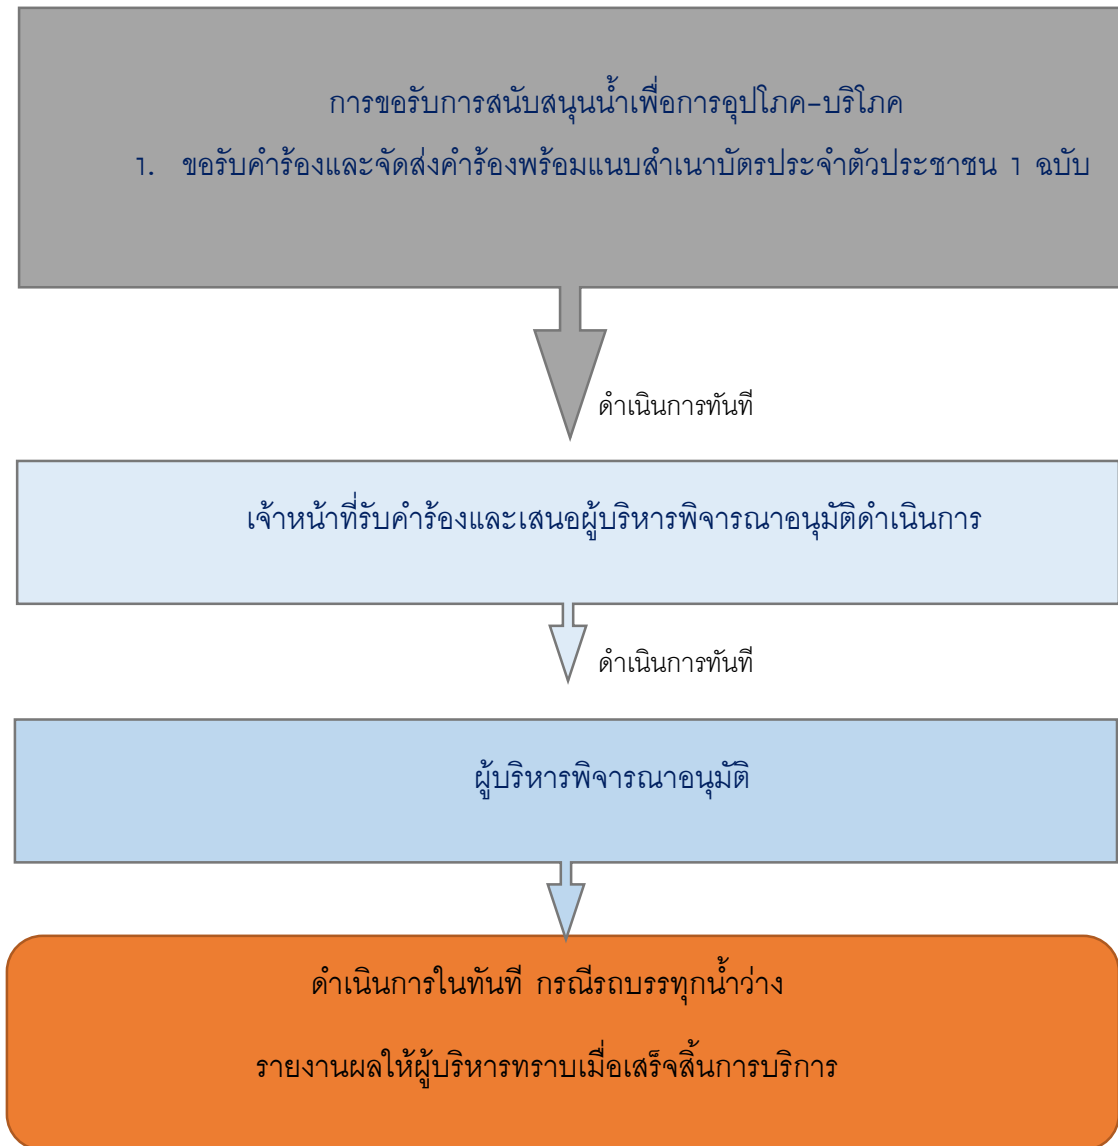 การขอรับการสนับสนุนน้ำเพื่อการอุปโภค-บริโภค
1. ขอรับคำร้องและจัดส่งคำร้องพร้อมแนบสำเนาบัตรประจำตัวประชาชน 1 ฉบับ
ดำเนินการทันที
เจ้าหน้าที่รับคำร้องและเสนอผู้บริหารพิจารณาอนุมัติดำเนินการ
ดำเนินการทันที
ผู้บริหารพิจารณาอนุมัติ
ดำเนินการในทันที กรณีรถบรรทุกน้ำว่าง
รายงานผลให้ผู้บริหารทราบเมื่อเสร็จสิ้นการบริการ